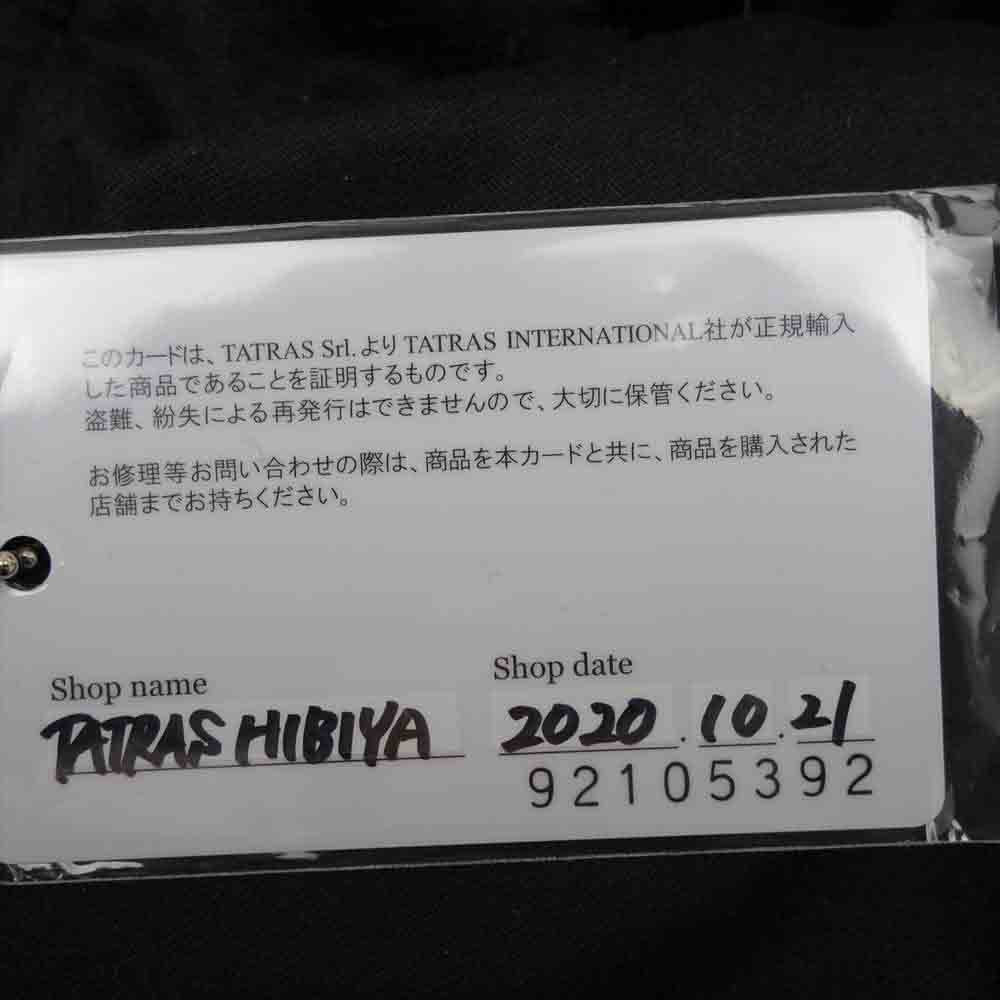 このカードは、TATRAS Srl.よりTATRAS INTERNATIONAL社が正規輸入
した商品であることを証明するものです。
盗難、紛失による再発行はできませんので、大切に保管ください。
お修理等お問い合わせの際は、商品を本カードと共に、商品を購入された
店舗までお持ちください。
Shop name
TATRAS HIBIYA
Shop date
2020.10.21
92105392